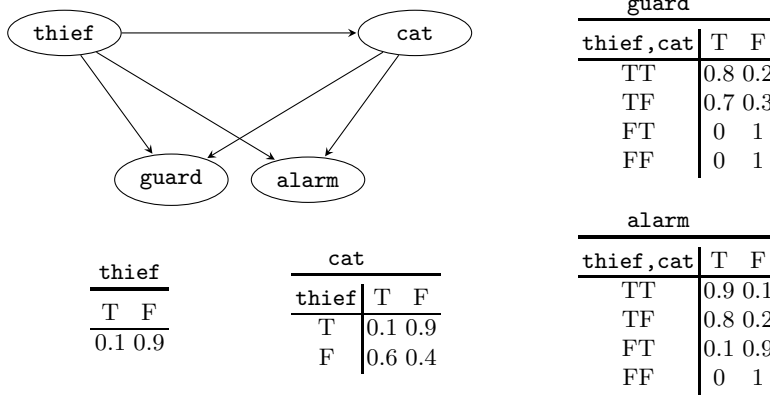 thief
cat
guard
alarm
thief
T F
0.1 0.9
cat
thief T F
T 0.1 0.9
F 0.6 0.4
guard
thief,cat T F
TT 0.8 0.2
TF 0.7 0.3
FT 0 1
FF 0 1
alarm
thief,cat T F
TT 0.9 0.1
TF 0.8 0.2
FT 0.1 0.9
FF 0 1